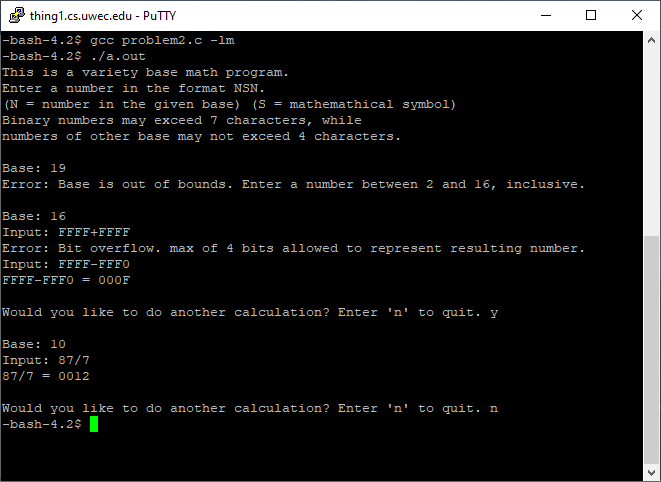 thing1.cs.uwec.edu - PuTTY
-bash-4.2$ gcc problem2.c -lm
-bash-4.2$ ./a.out
This is a variety base math program.
Enter a number in the format NSN.
(N = number in the given base) (S = mathemathical symbol)
Binary numbers may exceed 7 characters, while
numbers of other base may not exceed 4 characters.
Base: 19
Error: Base is out of bounds. Enter a number between 2 and 16, inclusive.
Base: 16
Input: FFFF+FFFF
Error: Bit overflow. max of 4 bits allowed to represent resulting number.
Input: FFFF-FFF0
FFFF-FFF0 = 000F
Would you like to do another calculation? Enter 'n' to quit. y
Base: 10
Input: 87/7
87/7 = 0012
Would you like to do another calculation? Enter 'n' to quit. n
-bash-4.2$